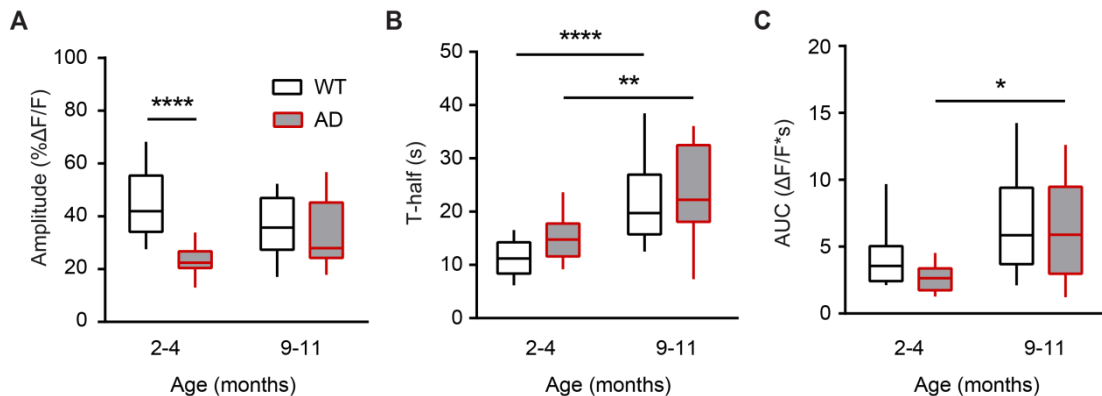 A
Amplitude (%ΔF/F)
100
80
60
40
20
0
****
WT
AD
2-4
9-11
Age (months)
B
T-half (s)
50
40
30
20
10
0
****
**
2-4
9-11
Age (months)
C
AUC (ΔF/F*s)
20
15
10
5
0
*
2-4
9-11
Age (months)